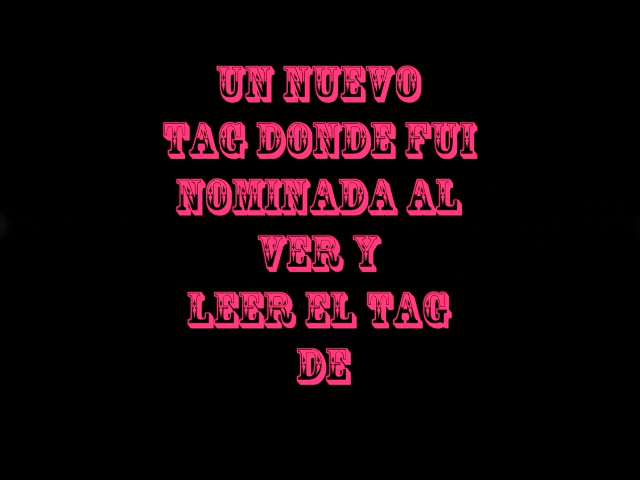 UN NUEVO
TAG DONDE FUI
NOMINADA AL
VER Y
LEER EL TAG
DE